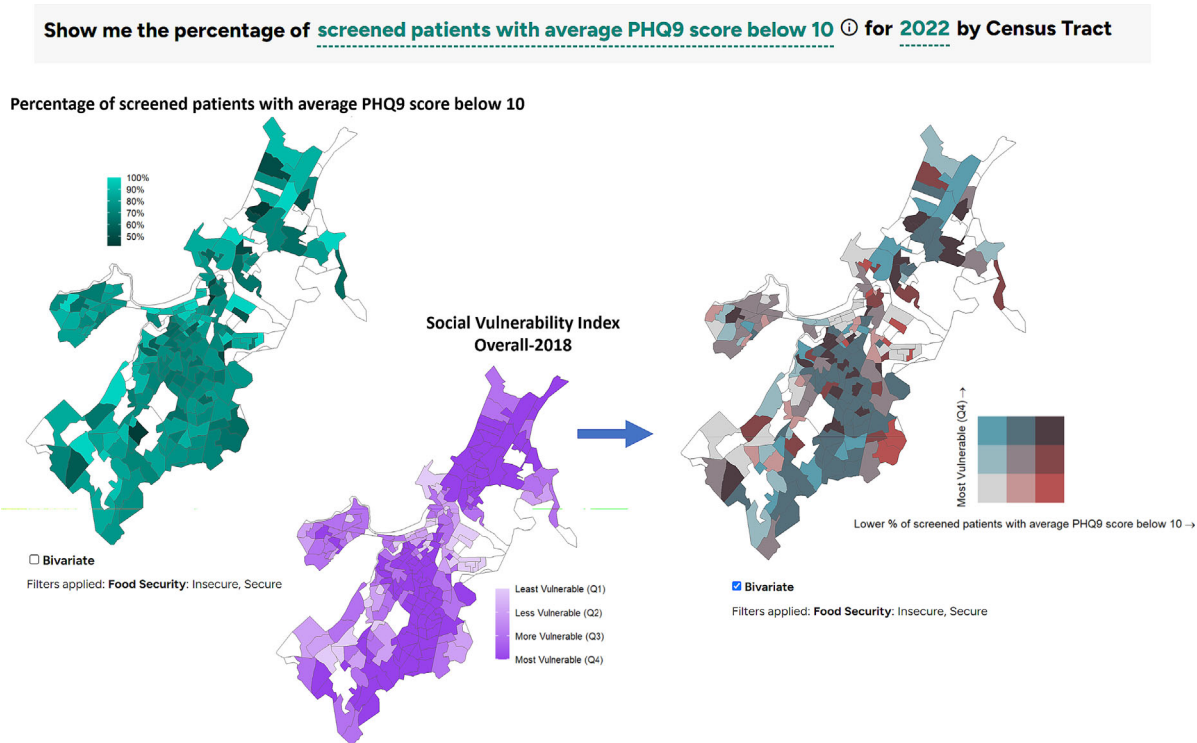 Show me the percentage of screened patients with average PHQ9 score below 10 ⓘ for 2022 by Census Tract
Percentage of screened patients with average PHQ9 score below 10
100%
90%
80%
70%
60%
50%
Social Vulnerability Index
Overall-2018
Least Vulnerable (Q1)
Less Vulnerable (Q2)
More Vulnerable (Q3)
Most Vulnerable (Q4)
Bivariate
Filters applied: Food Security: Insecure, Secure
Most Vulnerable (Q4) →
Lower % of screened patients with average PHQ9 score below 10 →
Bivariate
Filters applied: Food Security: Insecure, Secure